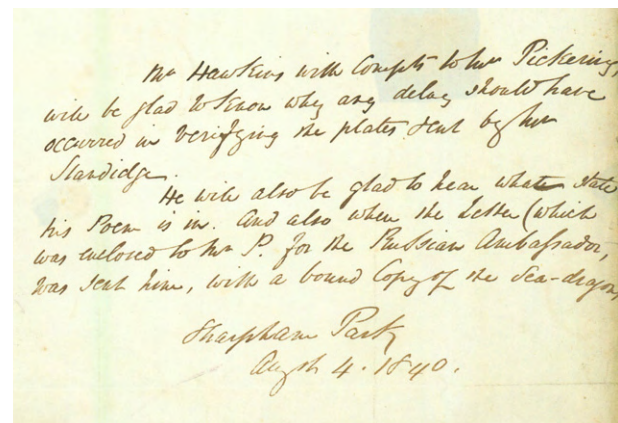 Mr Hawkins with Compts to Mr Pickering,
will be glad to know why any delay should have
occurred in verifying the plates sent by Mr
Standidge.
He will also be glad to hear what state
his Poem is in. And also when the Letter (which
was enclosed to Mr P. for the Russian Ambassador,
was sent him, with a bound Copy of the Sea-dragons
Sharpham Park
Augst 4. 1840.